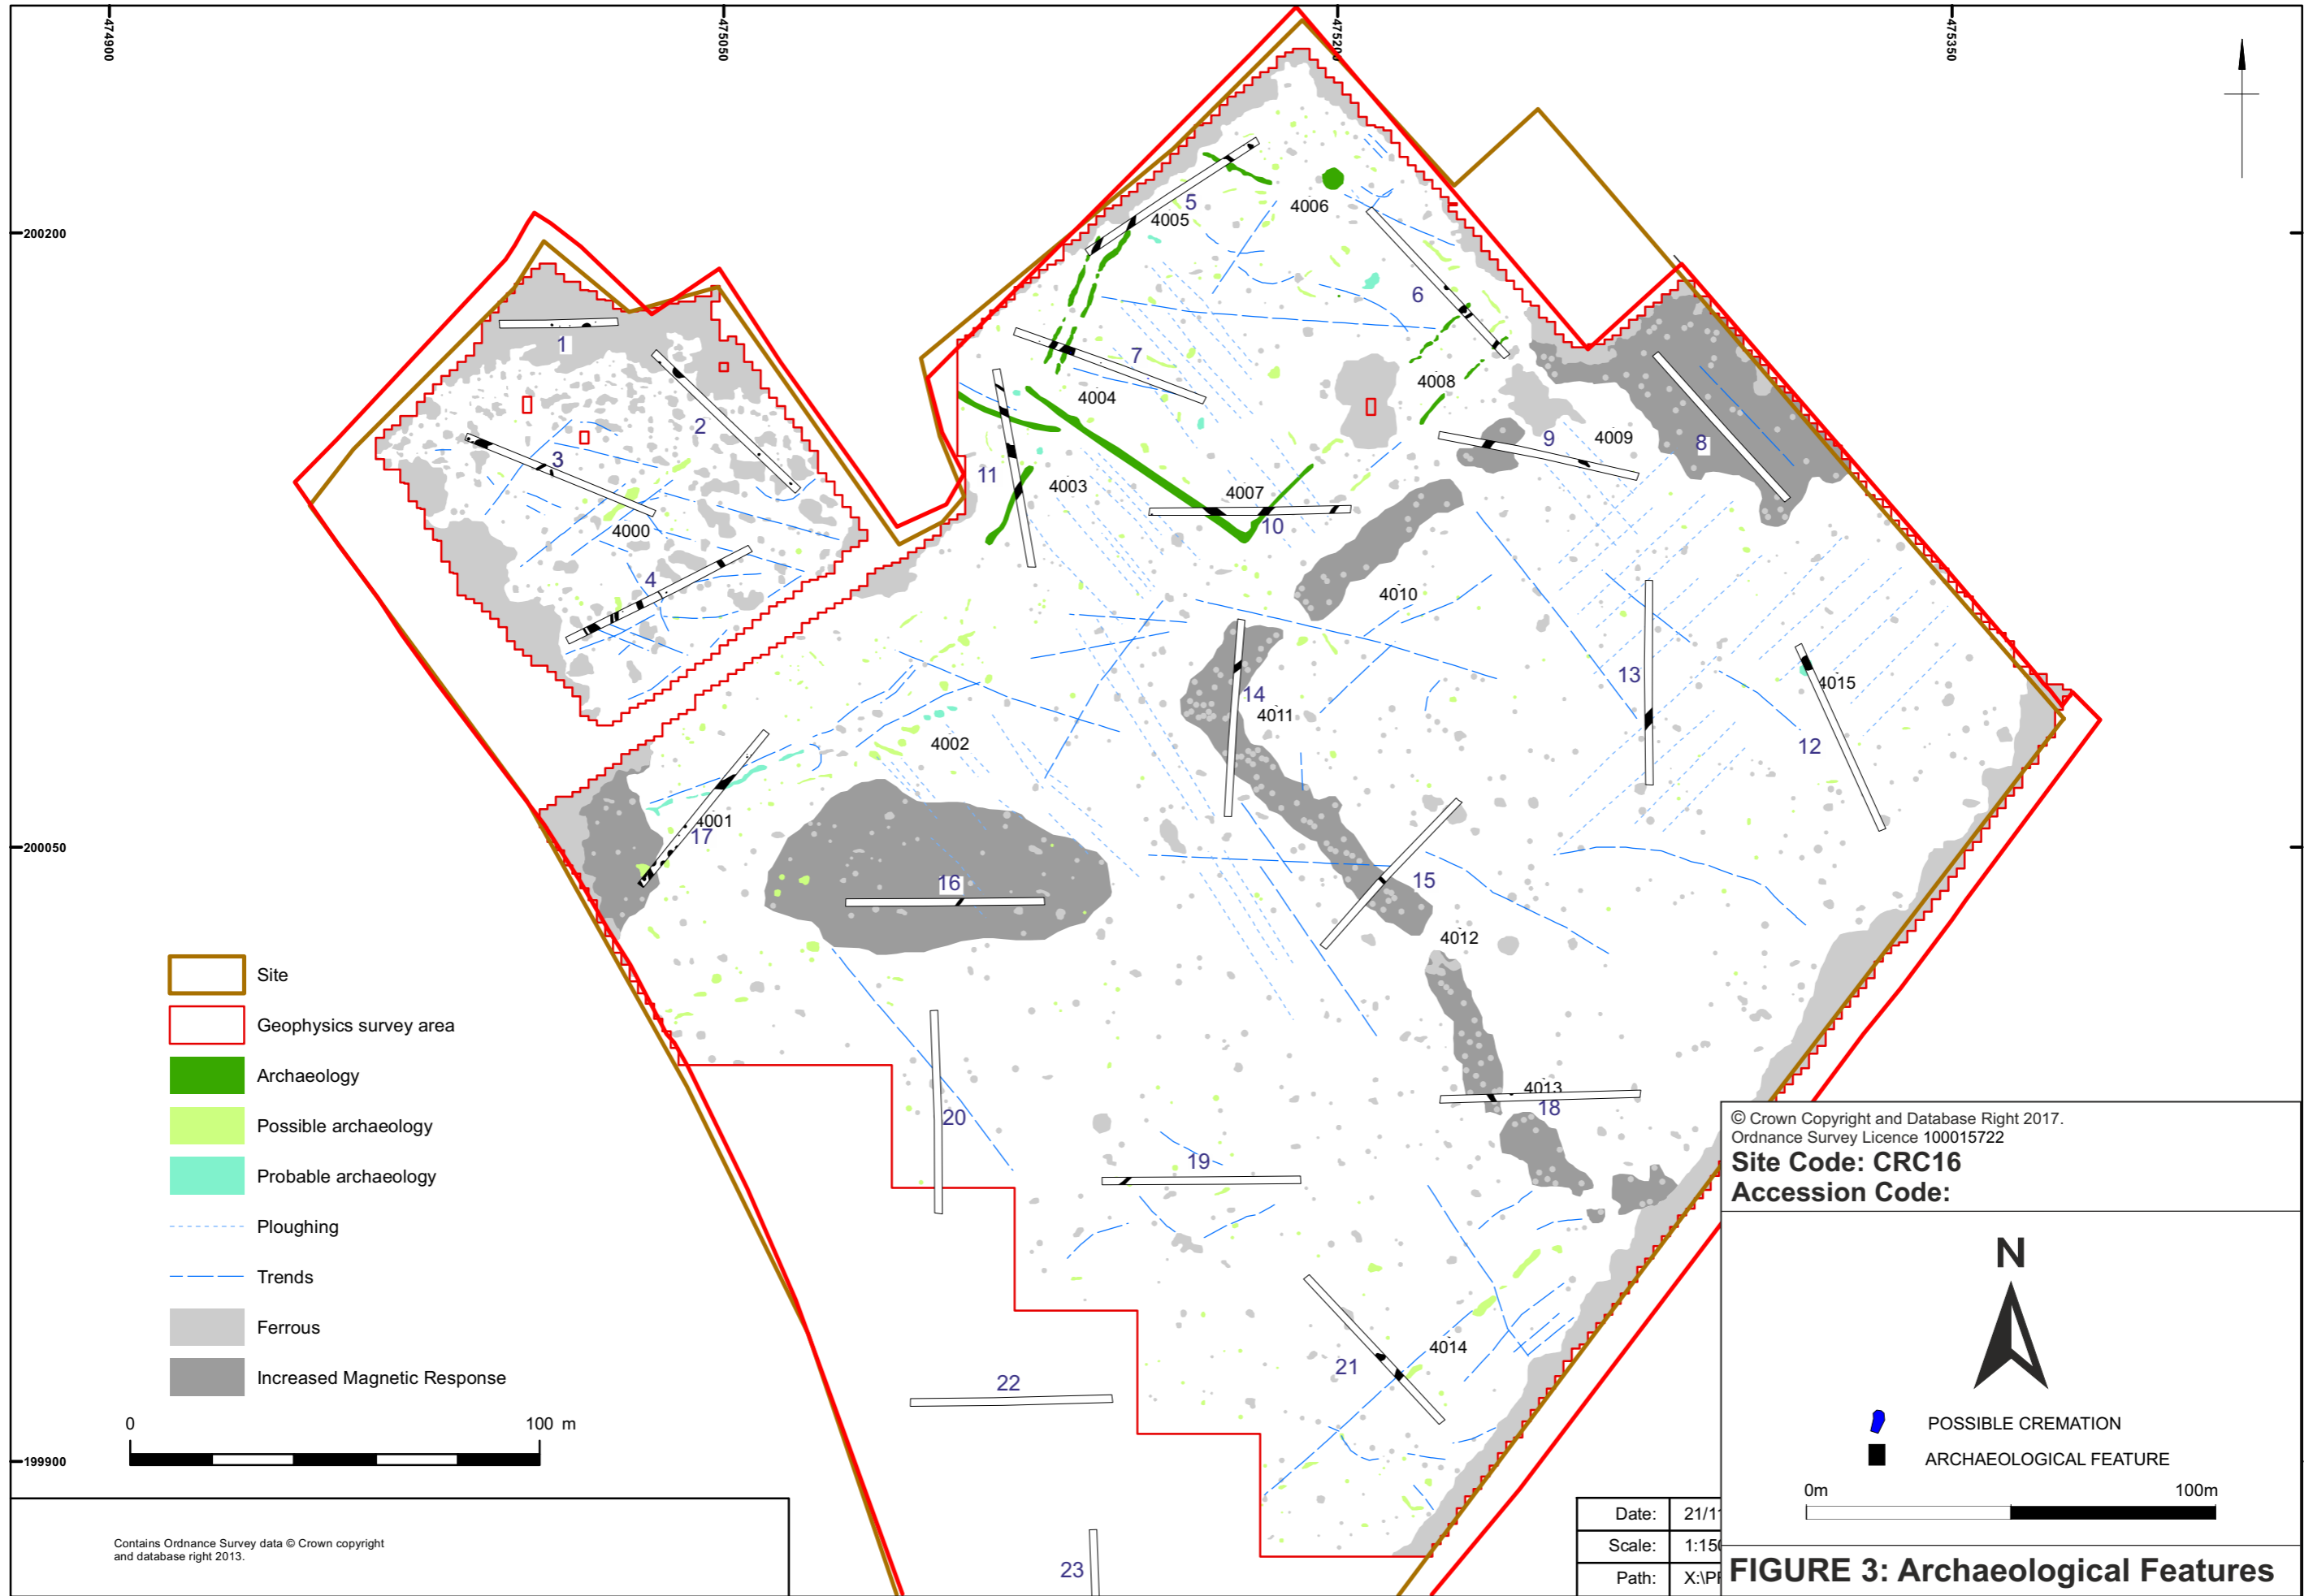 474900
475050
475200
475350
200200
200050
199900
5
4005
4006
6
1
7
4004
4008
2
3
9
4009
8
11
4003
4007
10
4000
4
4010
13
14
4011
4015
12
4002
4001
17
16
15
4012
4013
18
20
19
4014
21
22
23
Site
Geophysics survey area
Archaeology
Possible archaeology
Probable archaeology
Ploughing
Trends
Ferrous
Increased Magnetic Response
0 100 m
Contains Ordnance Survey data © Crown copyright
and database right 2013.
Date: 21/1
Scale: 1:15
Path: X:\P
© Crown Copyright and Database Right 2017.
Ordnance Survey Licence 100015722
Site Code: CRC16
Accession Code:
N
POSSIBLE CREMATION
ARCHAEOLOGICAL FEATURE
0m 100m
FIGURE 3: Archaeological Features